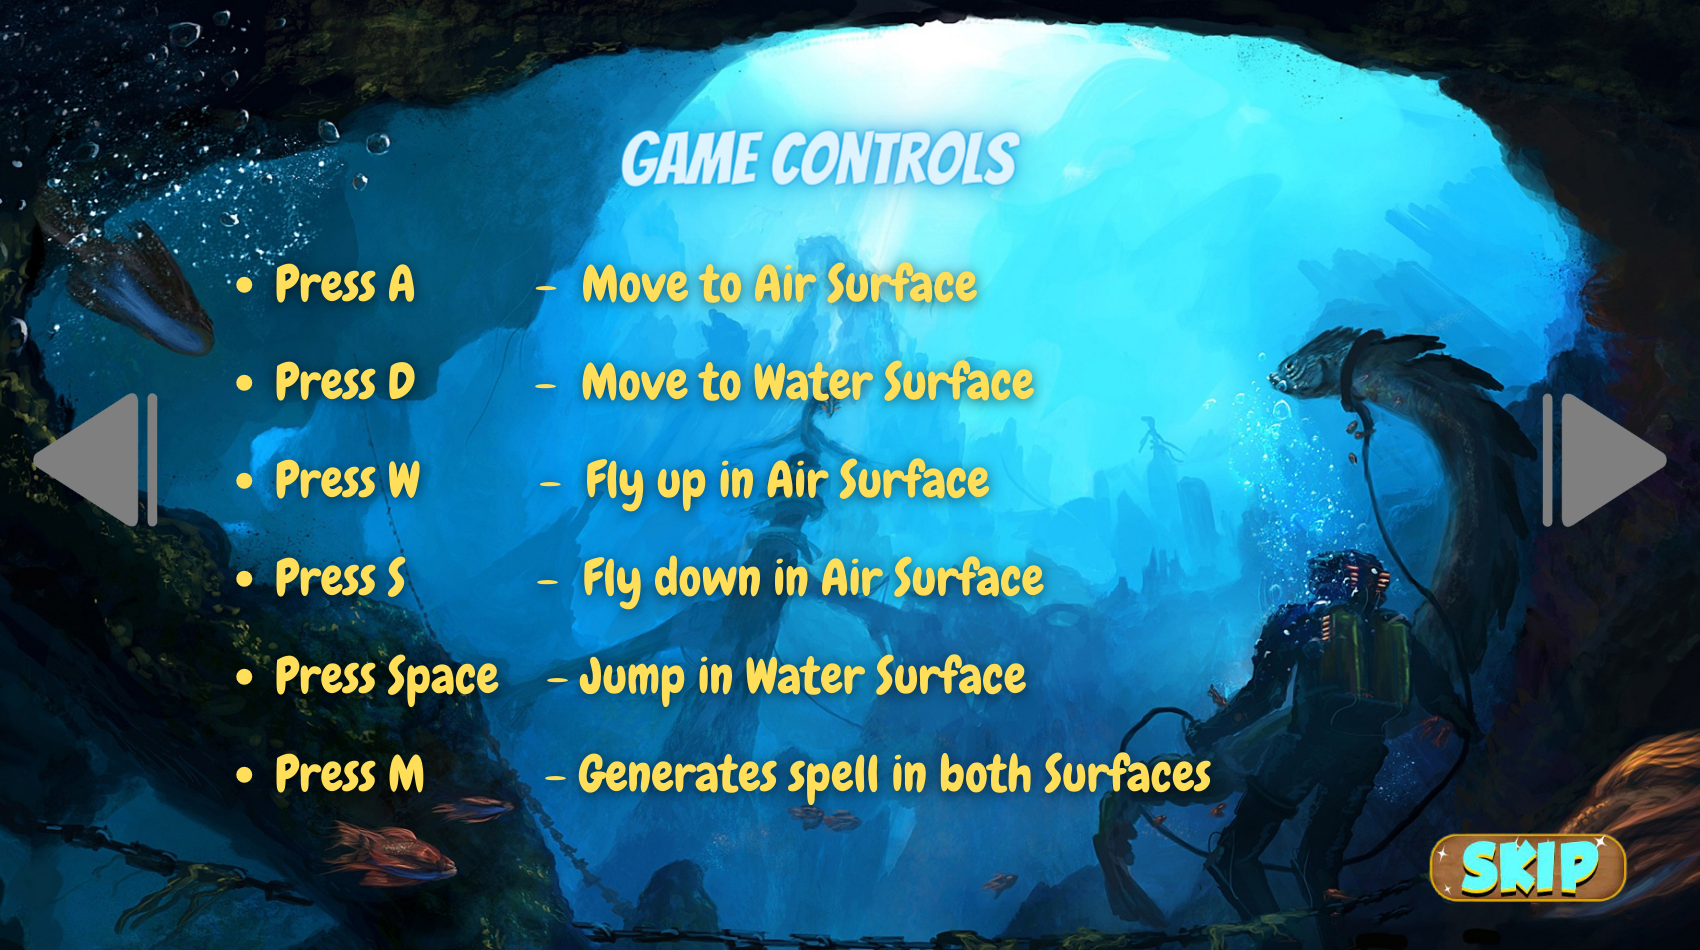 GAME CONTROLS
• Press A - Move to Air Surface
• Press D - Move to Water Surface
• Press W - Fly up in Air Surface
• Press S - Fly down in Air Surface
• Press Space - Jump in Water Surface
• Press M - Generates spell in both Surfaces
SKIP